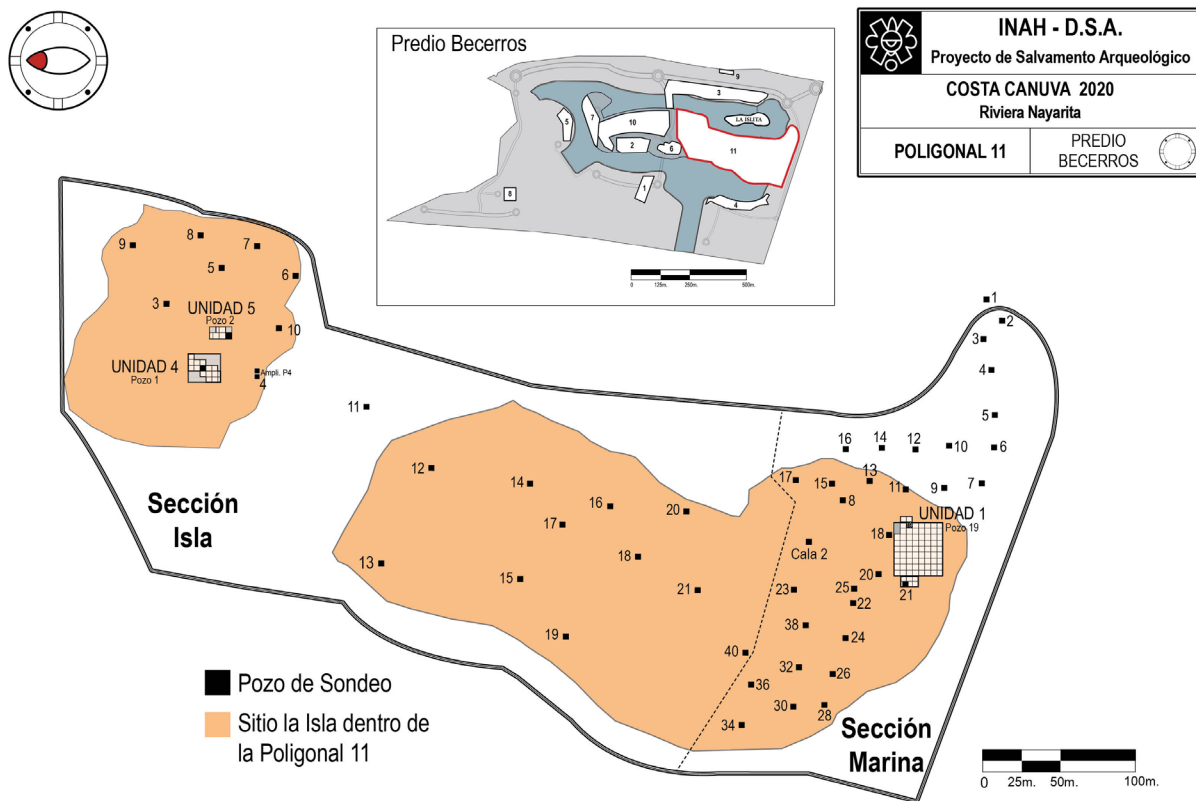 Predio Becerros
9
3
LA ISLITA
5
7
10
2
6
11
8
1
4
0m. 125m. 250m. 500m.
INAH - D.S.A.
Proyecto de Salvamento Arqueológico
COSTA CANUVA 2020
Riviera Nayarita
POLIGONAL 11
PREDIO
BECERROS
9
8
7
5
6
3
UNIDAD 5
Pozo 2
10
UNIDAD 4
Pozo 1
Ampli. P4
4
11
1
2
3
4
5
6
7
16
14
12
10
17
15
13
11
9
8
UNIDAD 1
Pozo 19
18
Cala 2
20
21
23
25
22
38
24
32
26
30
28
40
36
34
12
14
16
20
17
18
13
15
21
19
Sección
Isla
Sección
Marina
Pozo de Sondeo
Sitio la Isla dentro de
la Poligonal 11
0 25m. 50m. 100m.